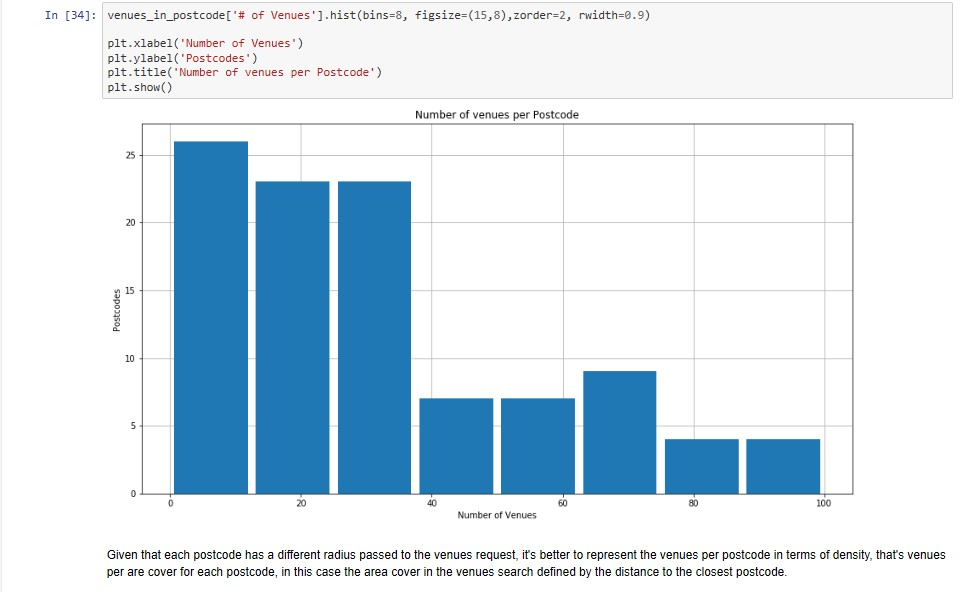 In [34]: venues_in_postcode['# of Venues'].hist(bins=8, figsize=(15,8),zorder=2, rwidth=0.9)
plt.xlabel('Number of Venues')
plt.ylabel('Postcodes')
plt.title('Number of venues per Postcode')
plt.show()
Number of venues per Postcode
25
20
15
10
5
0
Postcodes
0 20 40 60 80 100
Number of Venues
Given that each postcode has a different radius passed to the venues request, it's better to represent the venues per postcode in terms of density, that's venues
per are cover for each postcode, in this case the area cover in the venues search defined by the distance to the closest postcode.